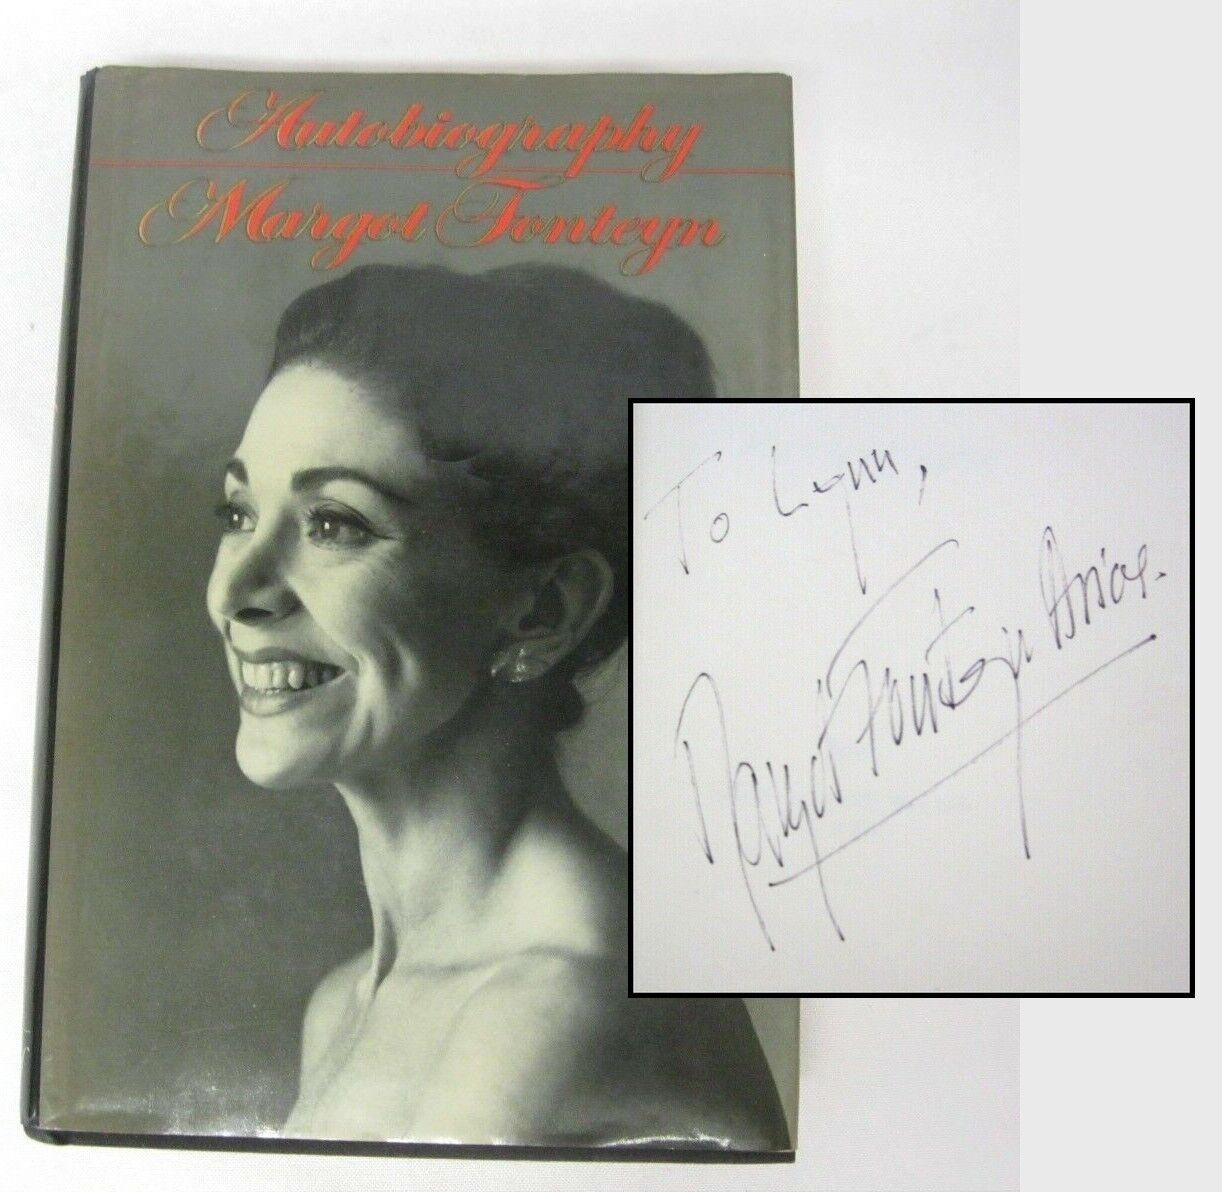 Autobiography
Margot Fonteyn
To Lynn,
Margot Fonteyn Arias.